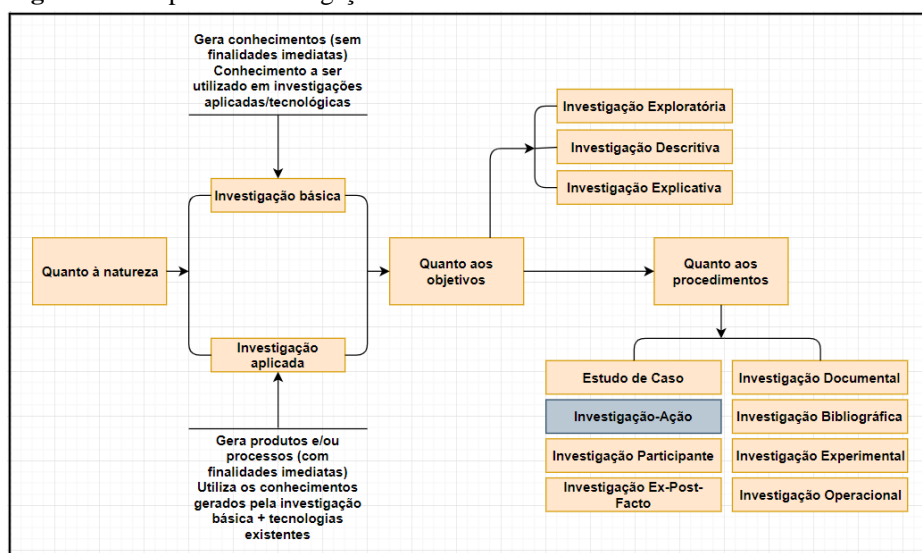 Gera conhecimentos (sem
finalidades imediatas)
Conhecimento a ser
utilizado em investigações
aplicadas/tecnológicas
Investigação Exploratória
Investigação Descritiva
Investigação Explicativa
Investigação básica
Quanto à natureza
Quanto aos
objetivos
Quanto aos
procedimentos
Investigação
aplicada
Gera produtos e/ou
processos (com
finalidades imediatas)
Utiliza os conhecimentos
gerados pela investigação
básica + tecnologias
existentes
Estudo de Caso
Investigação Documental
Investigação-Ação
Investigação Bibliográfica
Investigação Participante
Investigação Experimental
Investigação Ex-Post-
Facto
Investigação Operacional